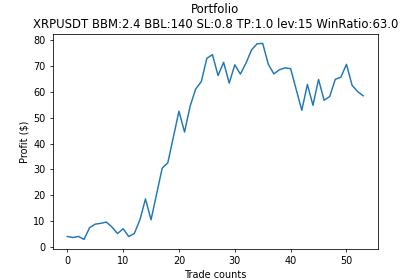 Portfolio
XRPUSDT BBM:2.4 BBL:140 SL:0.8 TP:1.0 lev:15 WinRatio:63.0
80
70
60
50
40
30
20
10
0
Profit ($)
0 10 20 30 40 50
Trade counts